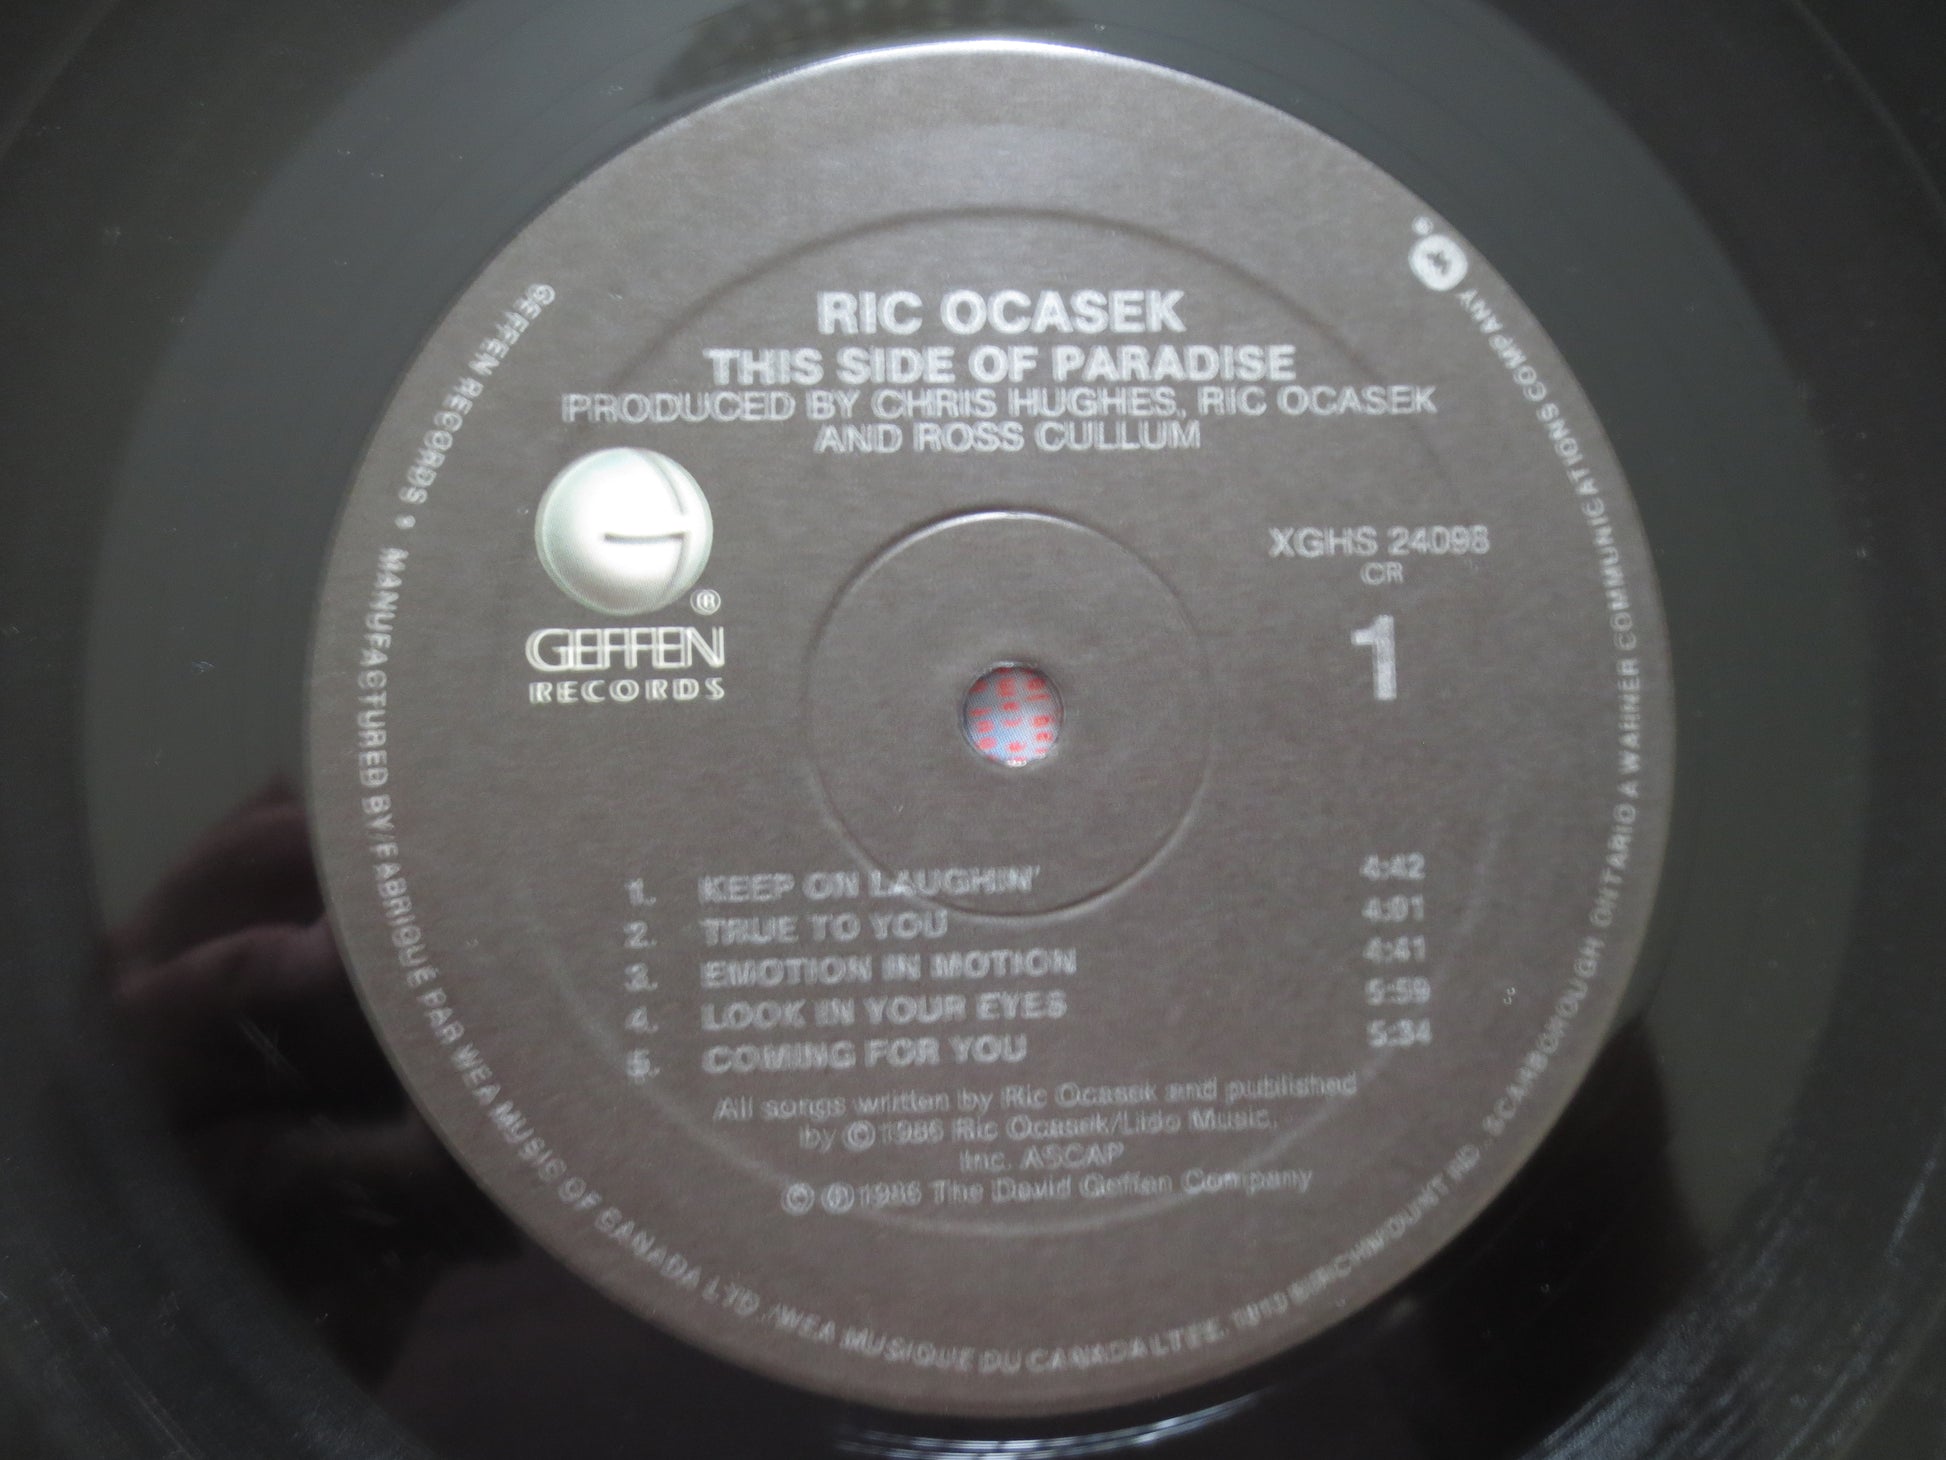 RIC OCASEK
THIS SIDE OF PARADISE
PRODUCED BY CHRIS HUGHES, RIC OCASEK
AND ROSS CULLUM
®
GEFFEN
RECORDS
XGHS 24098
CR
1
1. KEEP ON LAUGHIN' 4:42
2. TRUE TO YOU 4:01
3. EMOTION IN MOTION 4:41
4. LOOK IN YOUR EYES 5:59
5. COMING FOR YOU 5:34
All songs written by Ric Ocasek and published
by © 1986 Ric Ocasek/Lido Music,
Inc. ASCAP
© ℗ 1986 The David Geffen Company
GEFFEN RECORDS • MANUFACTURED BY/FABRIQUÉ PAR WEA MUSIC OF CANADA LTD./WEA MUSIQUE DU CANADA LTEE. 1810 BIRCHMOUNT RD. SCARBOROUGH, ONTARIO A WARNER COMMUNICATIONS COMPANY